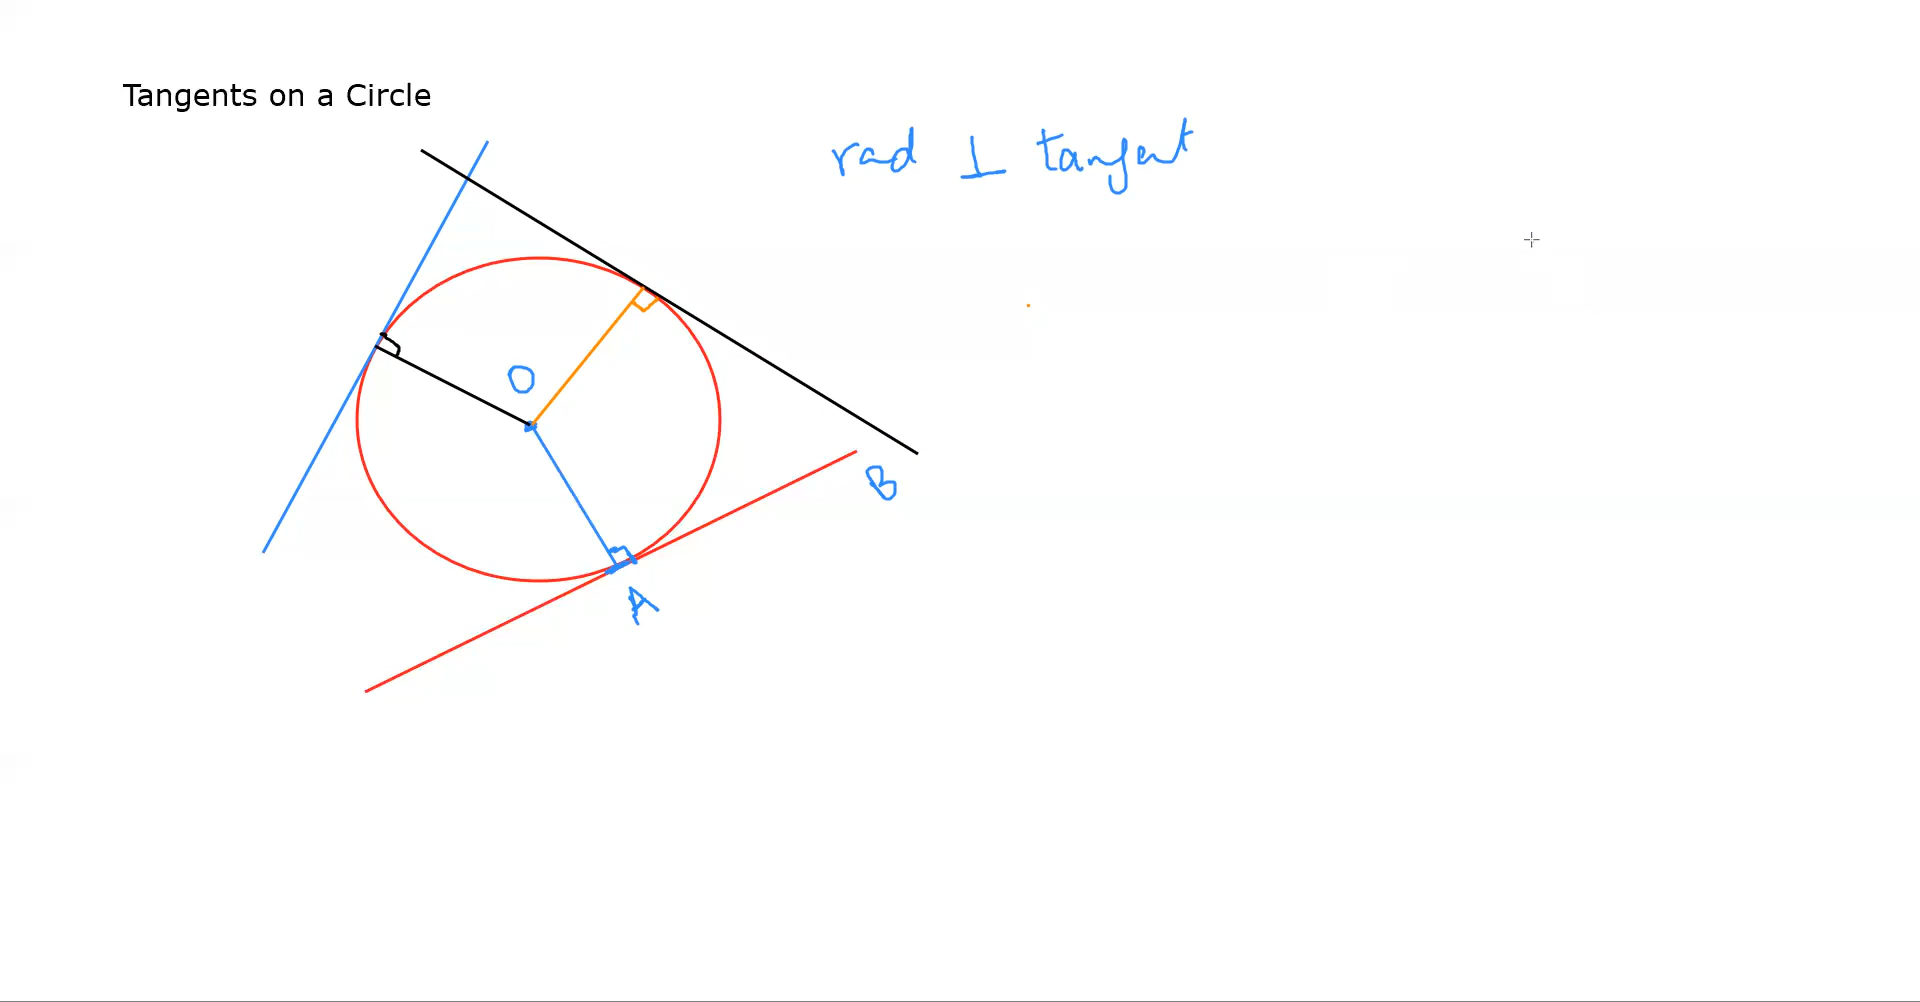 Tangents on a Circle
rad ⊥ tangent
O
B
A